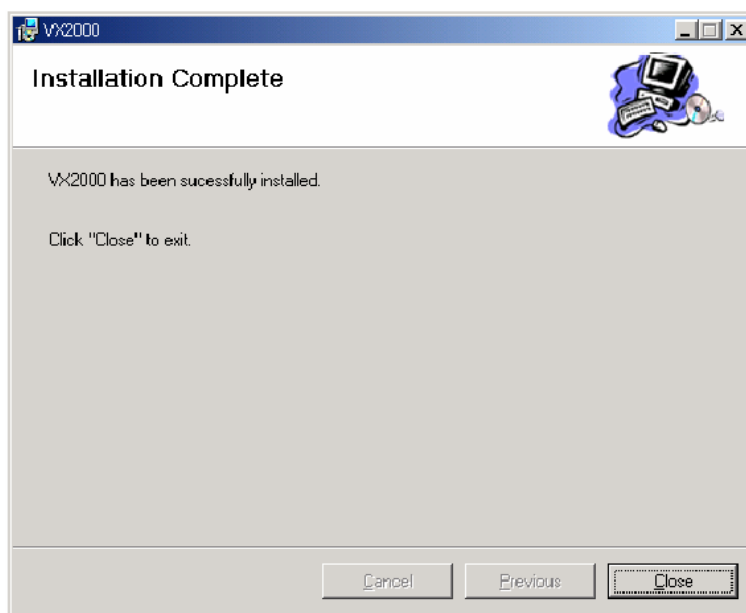 VX2000
Installation Complete
VX2000 has been sucessfully installed.
Click "Close" to exit.
Cancel
Previous
Close